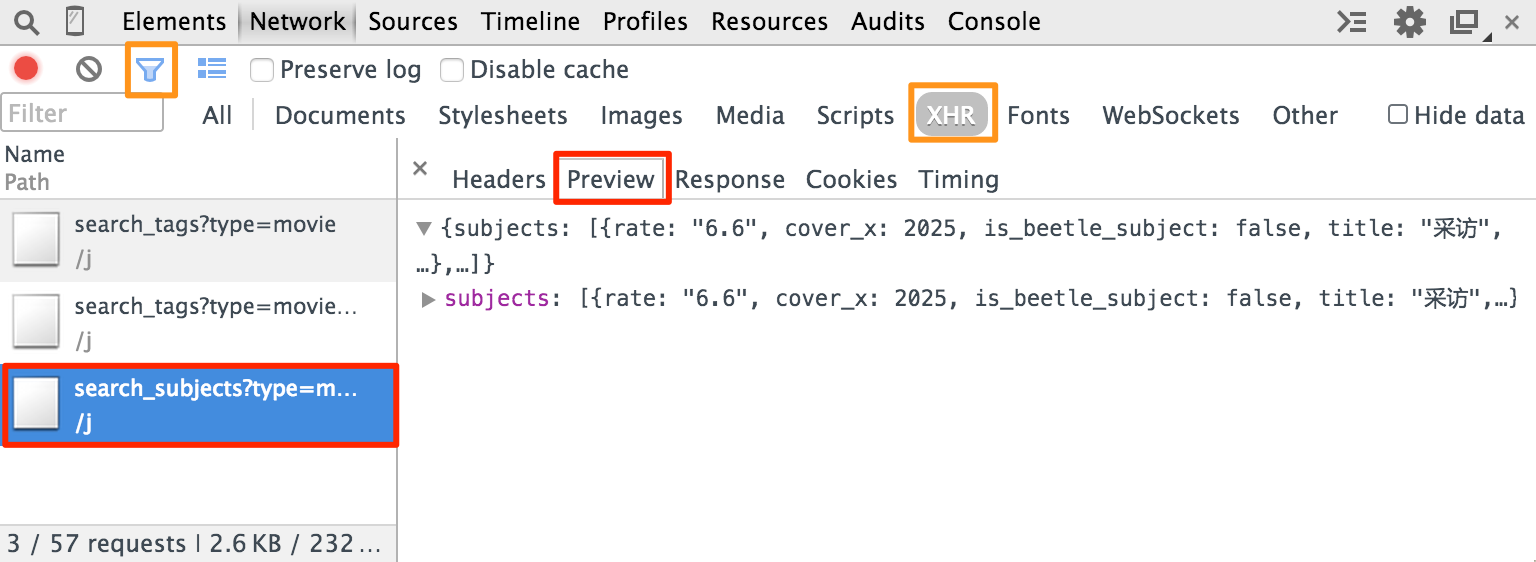 Elements Network Sources Timeline Profiles Resources Audits Console
Preserve log Disable cache
Filter All Documents Stylesheets Images Media Scripts XHR Fonts WebSockets Other Hide data
Name
Path
search_tags?type=movie
/j
search_tags?type=movie…
/j
search_subjects?type=m…
/j
3 / 57 requests | 2.6 KB / 232 …
× Headers Preview Response Cookies Timing
▼ {subjects: [{rate: "6.6", cover_x: 2025, is_beetle_subject: false, title: "采访",
…},…]}
▶ subjects: [{rate: "6.6", cover_x: 2025, is_beetle_subject: false, title: "采访",…}